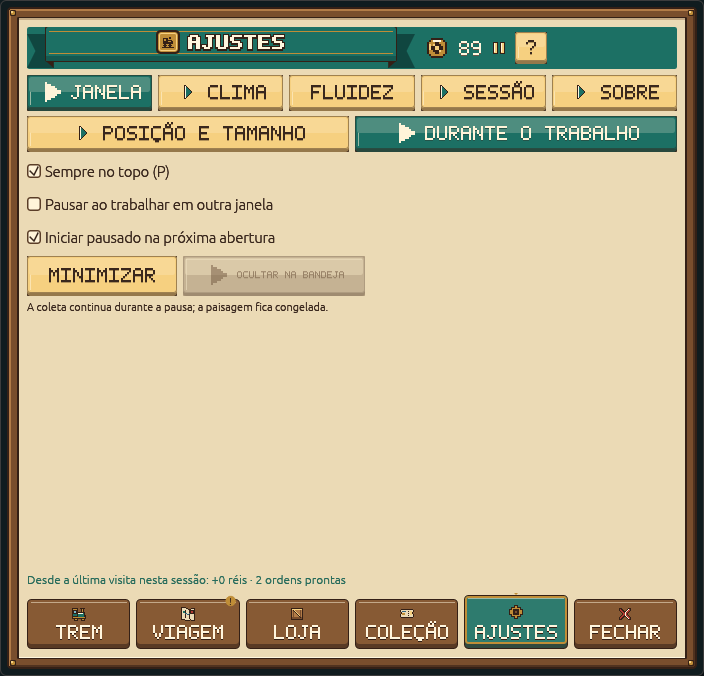 AJUSTES
89
?
JANELA
CLIMA
FLUIDEZ
SESSÃO
SOBRE
POSIÇÃO E TAMANHO
DURANTE O TRABALHO
Sempre no topo (P)
Pausar ao trabalhar em outra janela
Iniciar pausado na próxima abertura
MINIMIZAR
OCULTAR NA BANDEJA
A coleta continua durante a pausa; a paisagem fica congelada.
Desde a última visita nesta sessão: +0 réis · 2 ordens prontas
!
TREM
VIAGEM
LOJA
COLEÇÃO
AJUSTES
FECHAR